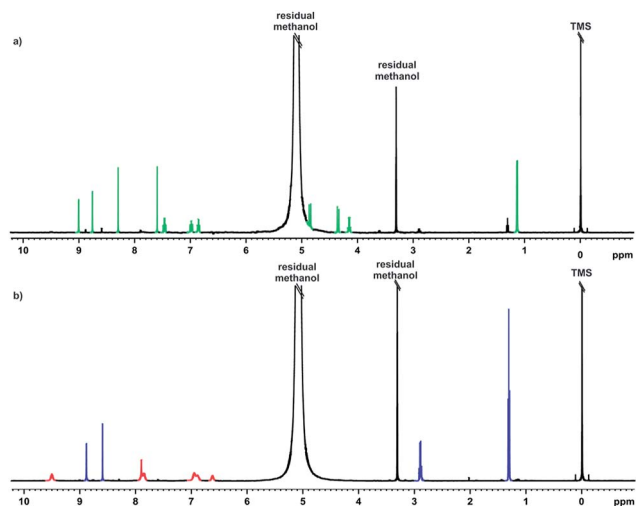 residual
methanol
TMS
a)
residual
methanol
10 9 8 7 6 5 4 3 2 1 0 ppm
residual
methanol
residual
methanol
TMS
b)
10 9 8 7 6 5 4 3 2 1 0 ppm